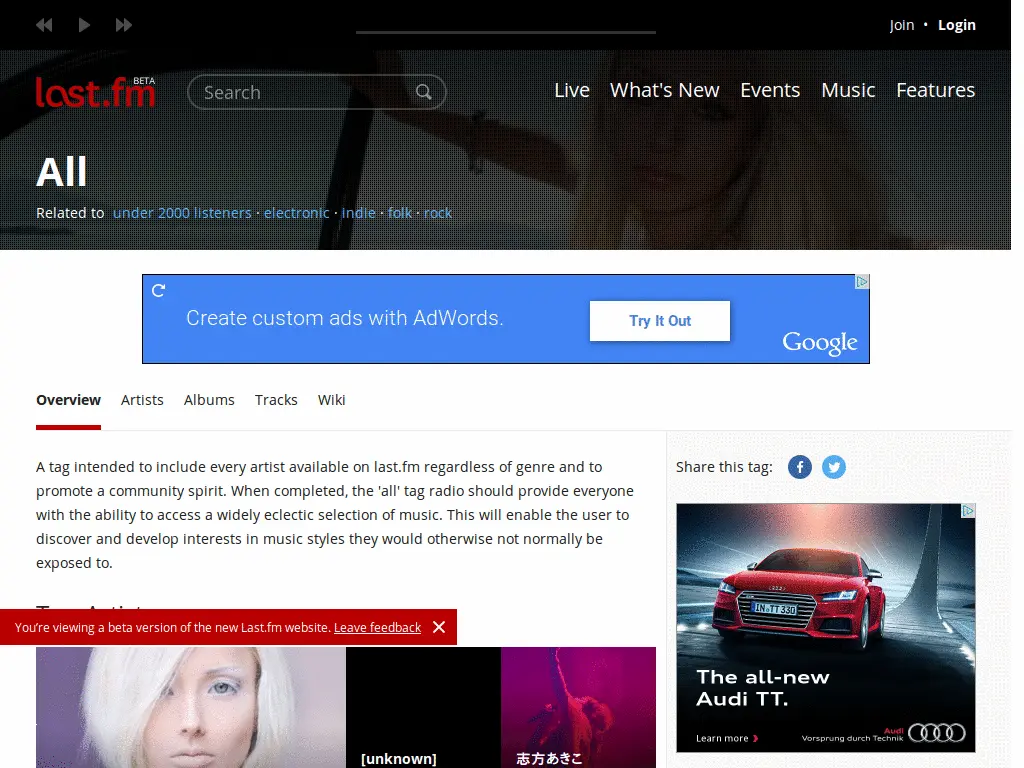 Join • Login
last.fm BETA
Search
Live What's New Events Music Features
All
Related to under 2000 listeners · electronic · indie · folk · rock
Create custom ads with AdWords.
Try It Out
Google
Overview Artists Albums Tracks Wiki
A tag intended to include every artist available on last.fm regardless of genre and to
promote a community spirit. When completed, the 'all' tag radio should provide everyone
with the ability to access a widely eclectic selection of music. This will enable the user to
discover and develop interests in music styles they would otherwise not normally be
exposed to.
Share this tag:
IN TT 330
The all-new
Audi TT.
Learn more
Audi
Vorsprung durch Technik
You're viewing a beta version of the new Last.fm website. Leave feedback
[unknown]
志方あきこ